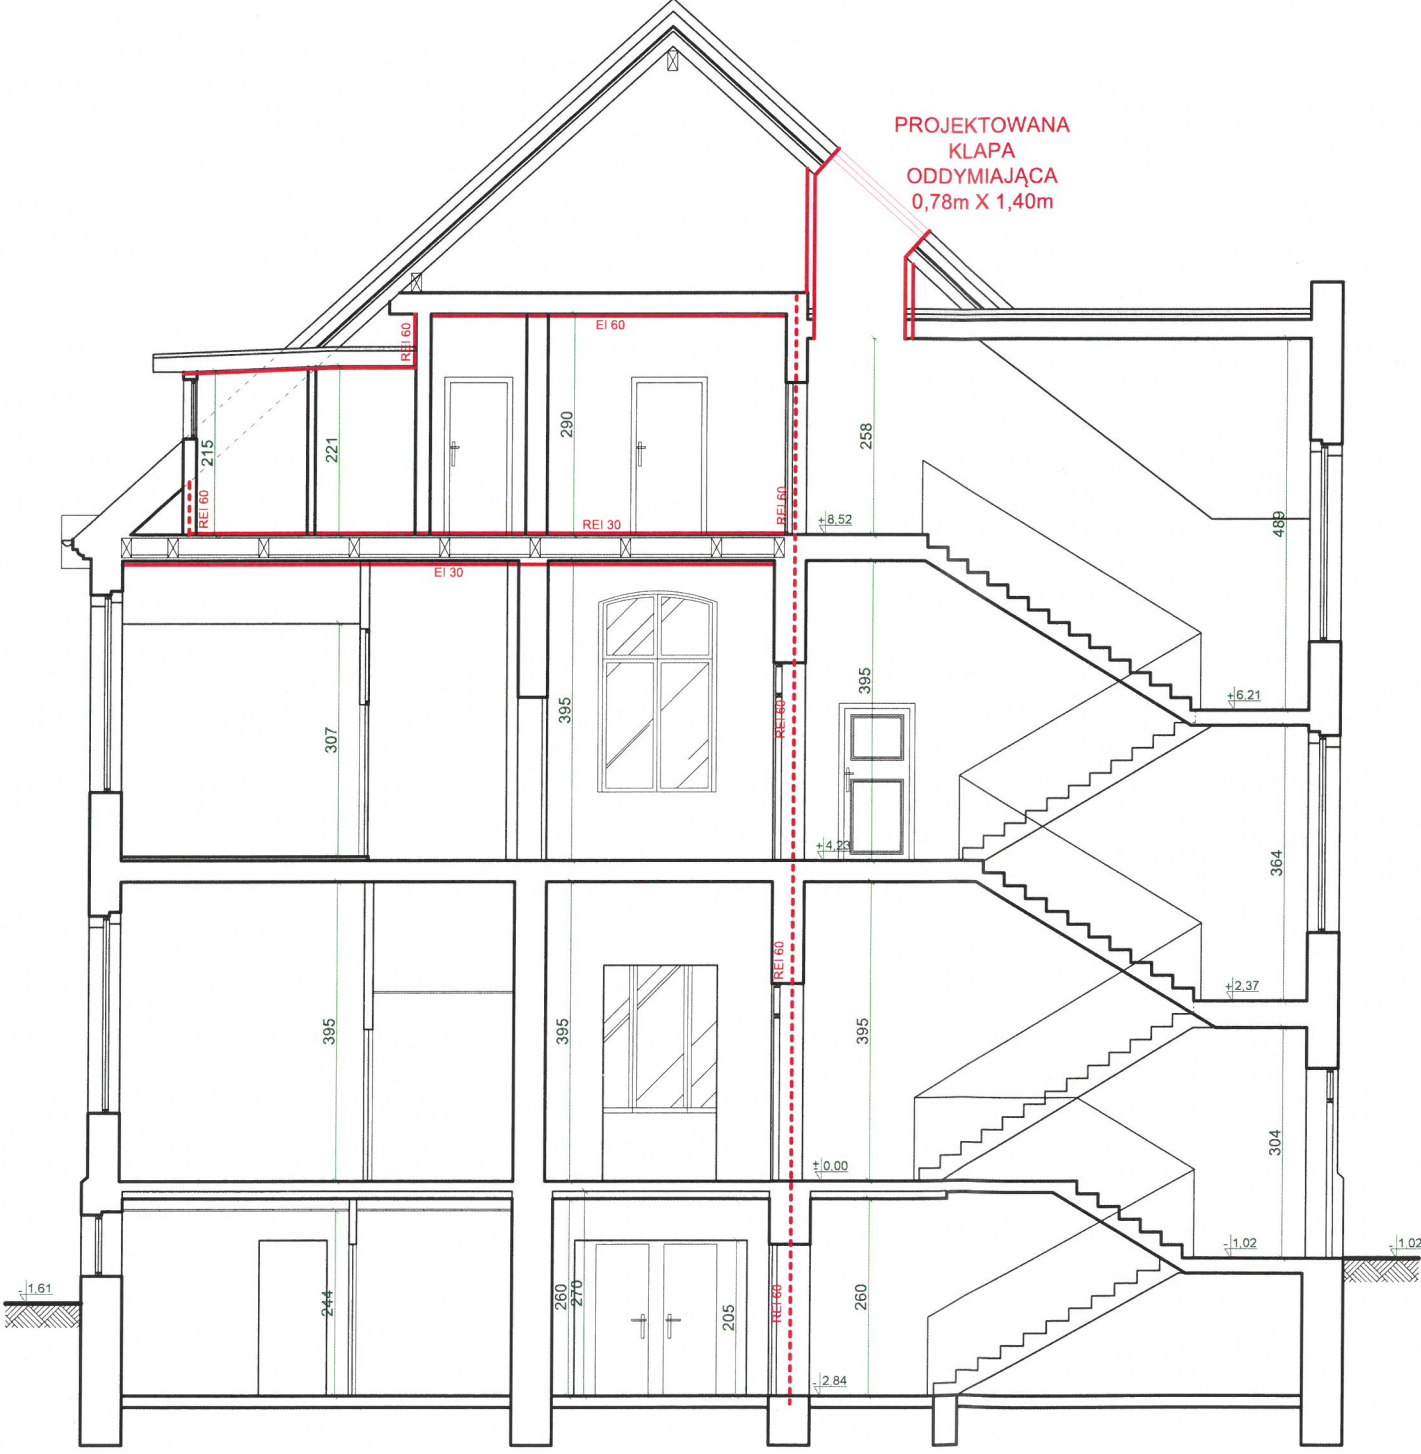 PROJEKTOWANA
KLAPA
ODDYMIAJĄCA
0,78m X 1,40m
REI 60
EI 60
215
221
290
258
489
REI 60
REI 30
REI 60
+8,52
EI 30
307
395
REI 60
395
+6,21
+4,23
364
395
395
REI 60
395
+2,37
304
±0,00
-1,61
244
260
270
205
REI 60
260
-2,84
-1,02
-1,02